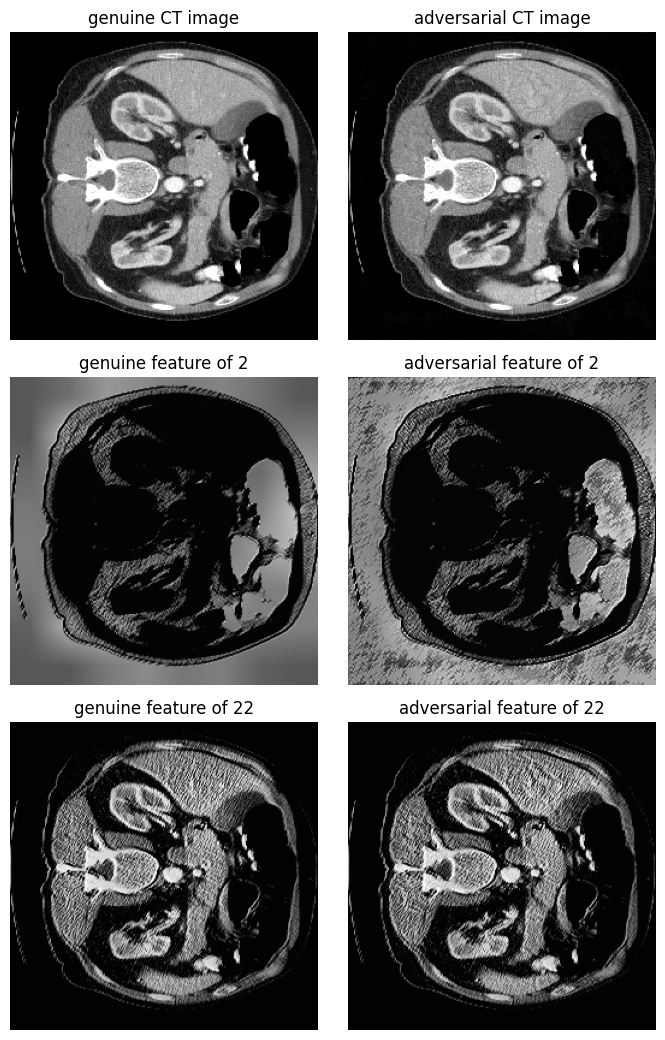 genuine CT image
adversarial CT image
genuine feature of 2
adversarial feature of 2
genuine feature of 22
adversarial feature of 22